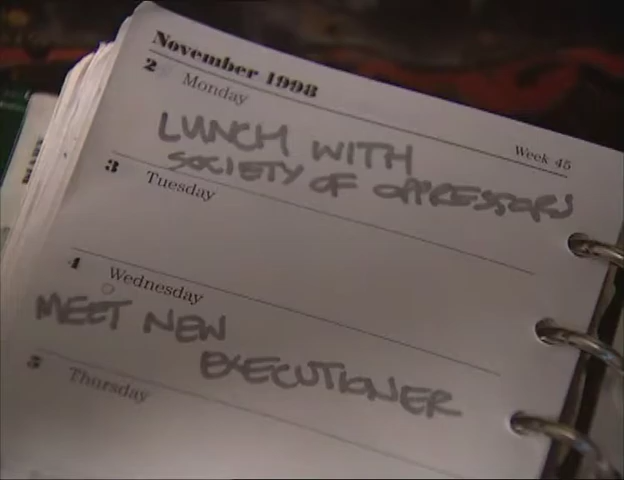 November 1998
2 Monday
Week 45
LUNCH WITH
SOCIETY OF OPPRESSORS
3 Tuesday
4 Wednesday
MEET NEW
EXECUTIONER
5 Thursday